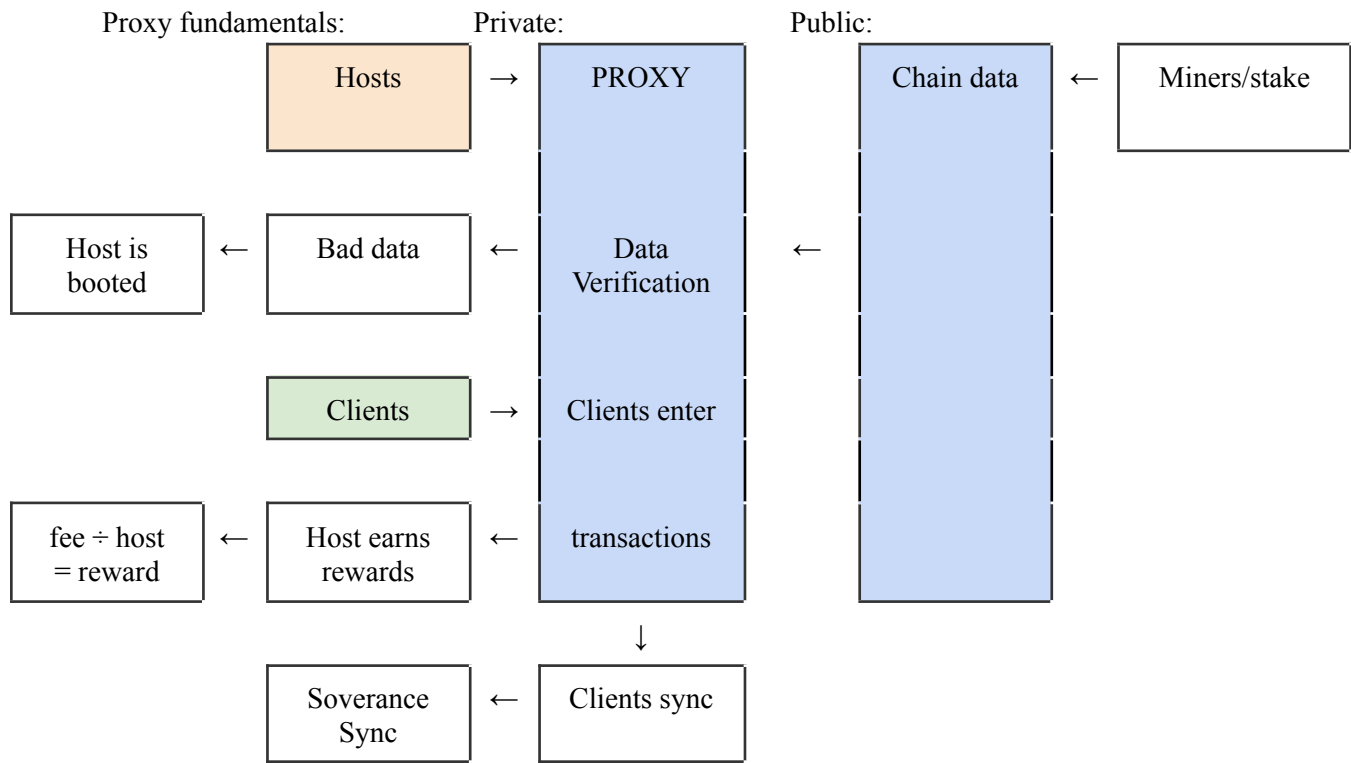 Proxy fundamentals: Private: Public:
Hosts → PROXY Chain data ← Miners/stake
Host is ← Bad data ← Data ←
booted Verification
Clients → Clients enter
fee ÷ host ← Host earns ← transactions
= reward rewards
↓
Soverance ← Clients sync
Sync